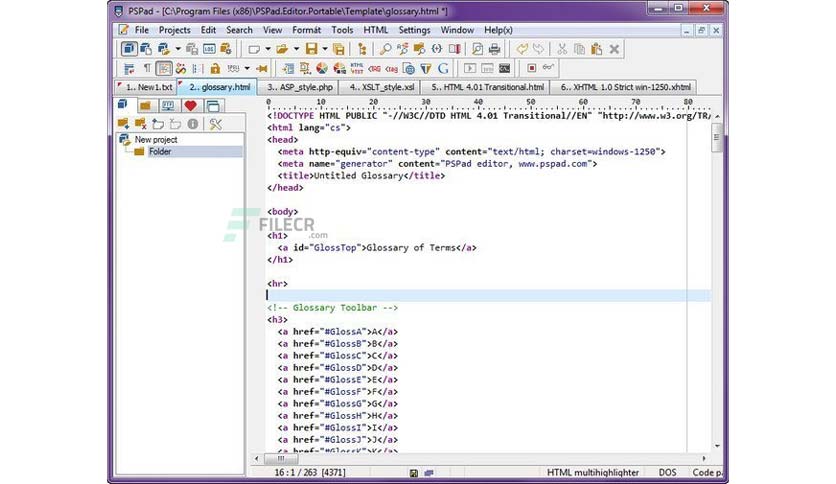 PSPad - [C:\Program Files (x86)\PSPad.Editor.Portable\Template\glossary.html *]
File Projects Edit Search View Format Tools HTML Settings Window Help
1.. New1.txt 2.. glossary.html 3.. ASP_style.php 4.. XSLT_style.xsl 5.. HTML 4.01 Transitional.html 6.. XHTML 1.0 Strict win-1250.xhtml
0 10 20 30 40 50 60 70 80
New project
Folder
<!DOCTYPE HTML PUBLIC "-//W3C//DTD HTML 4.01 Transitional//EN" "http://www.w3.org/TR/
<html lang="cs">
<head>
<meta http-equiv="content-type" content="text/html; charset=windows-1250">
<meta name="generator" content="PSPad editor, www.pspad.com">
<title>Untitled Glossary</title>
</head>
<body>
FILECR
.com
<h1>
<a id="GlossTop">Glossary of Terms</a>
</h1>
<hr>
<!-- Glossary Toolbar -->
<h3>
<a href="#GlossA">A</a>
<a href="#GlossB">B</a>
<a href="#GlossC">C</a>
<a href="#GlossD">D</a>
<a href="#GlossE">E</a>
<a href="#GlossF">F</a>
<a href="#GlossG">G</a>
<a href="#GlossH">H</a>
<a href="#GlossI">I</a>
<a href="#GlossJ">J</a>
<a href="#GlossK">K</a>
16 : 1 / 263 [4371] HTML multihighlighter DOS Code pa